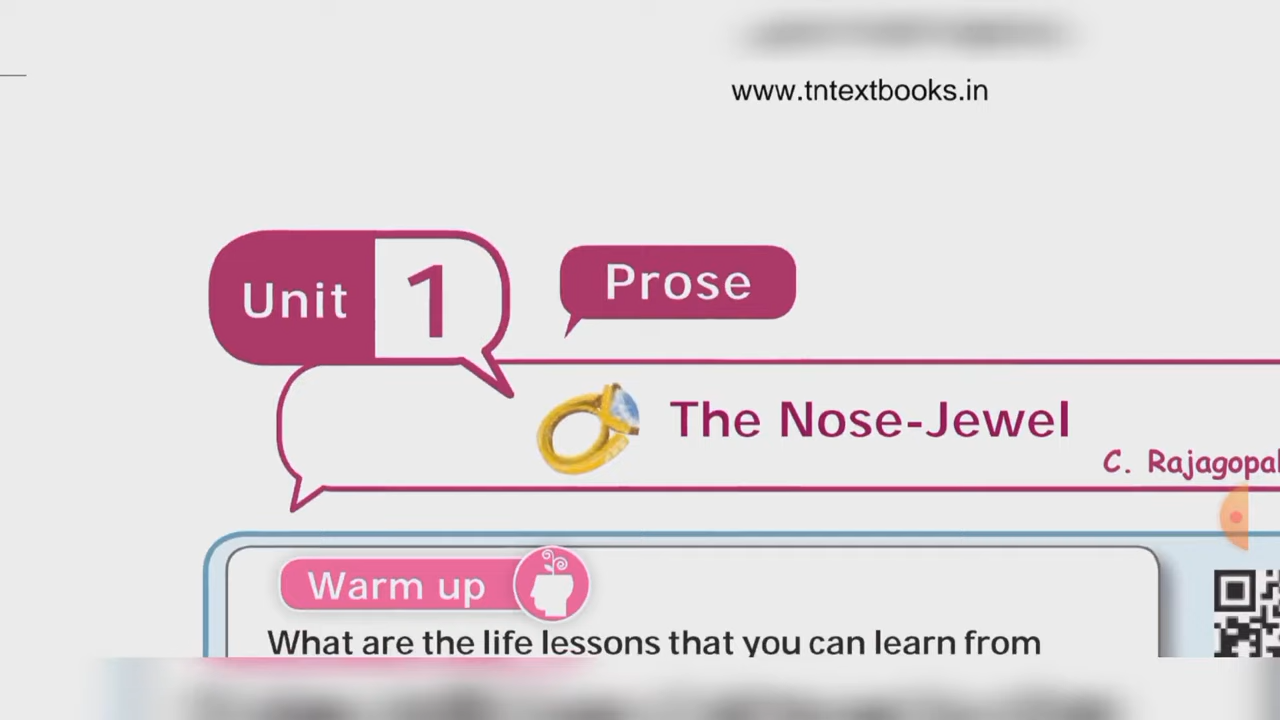 www.tntextbooks.in
Unit 1
Prose
The Nose-Jewel
C. Rajagopal
Warm up
What are the life lessons that you can learn from